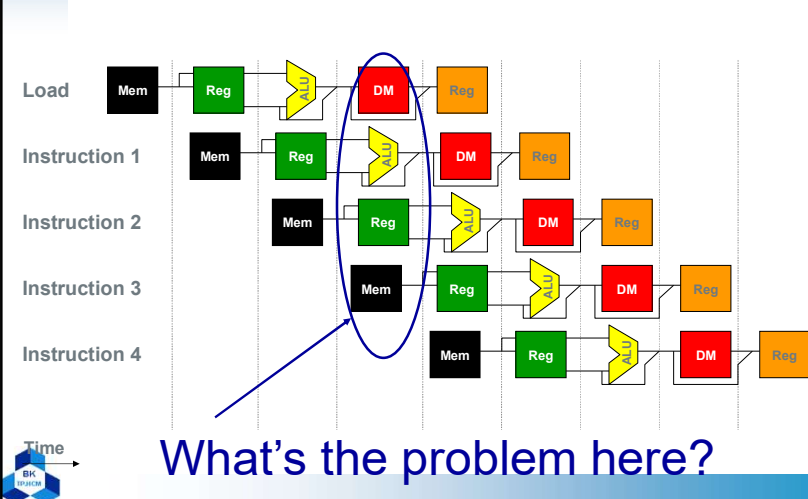 Load Mem Reg ALU DM Reg
Instruction 1 Mem Reg ALU DM Reg
Instruction 2 Mem Reg ALU DM Reg
Instruction 3 Mem Reg ALU DM Reg
Instruction 4 Mem Reg ALU DM Reg
Time
What's the problem here?
BK
TP.HCM